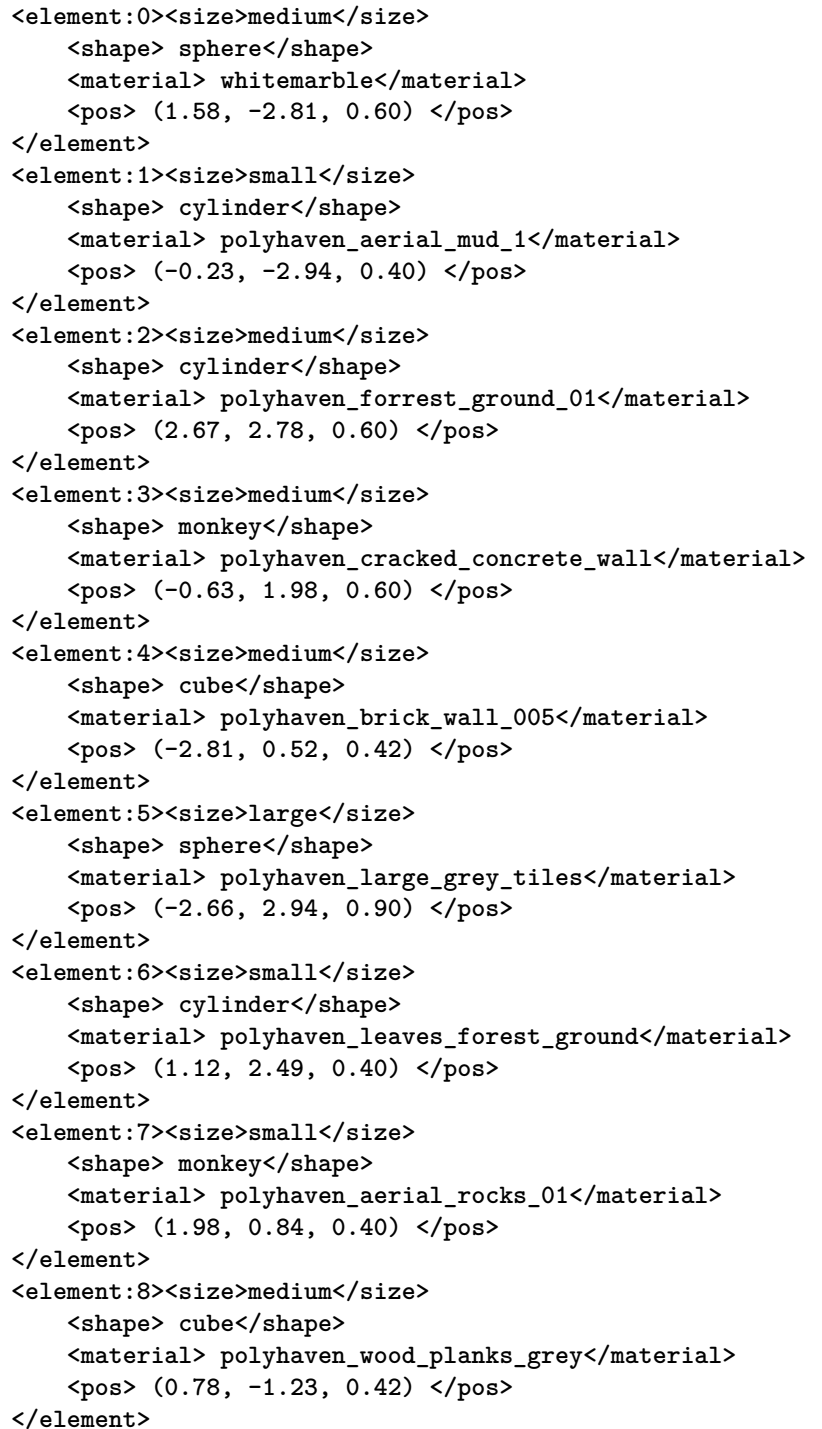 <element:0><size>medium</size>
<shape> sphere</shape>
<material> whitemarble</material>
<pos> (1.58, -2.81, 0.60) </pos>
</element>
<element:1><size>small</size>
<shape> cylinder</shape>
<material> polyhaven_aerial_mud_1</material>
<pos> (-0.23, -2.94, 0.40) </pos>
</element>
<element:2><size>medium</size>
<shape> cylinder</shape>
<material> polyhaven_forrest_ground_01</material>
<pos> (2.67, 2.78, 0.60) </pos>
</element>
<element:3><size>medium</size>
<shape> monkey</shape>
<material> polyhaven_cracked_concrete_wall</material>
<pos> (-0.63, 1.98, 0.60) </pos>
</element>
<element:4><size>medium</size>
<shape> cube</shape>
<material> polyhaven_brick_wall_005</material>
<pos> (-2.81, 0.52, 0.42) </pos>
</element>
<element:5><size>large</size>
<shape> sphere</shape>
<material> polyhaven_large_grey_tiles</material>
<pos> (-2.66, 2.94, 0.90) </pos>
</element>
<element:6><size>small</size>
<shape> cylinder</shape>
<material> polyhaven_leaves_forest_ground</material>
<pos> (1.12, 2.49, 0.40) </pos>
</element>
<element:7><size>small</size>
<shape> monkey</shape>
<material> polyhaven_aerial_rocks_01</material>
<pos> (1.98, 0.84, 0.40) </pos>
</element>
<element:8><size>medium</size>
<shape> cube</shape>
<material> polyhaven_wood_planks_grey</material>
<pos> (0.78, -1.23, 0.42) </pos>
</element>